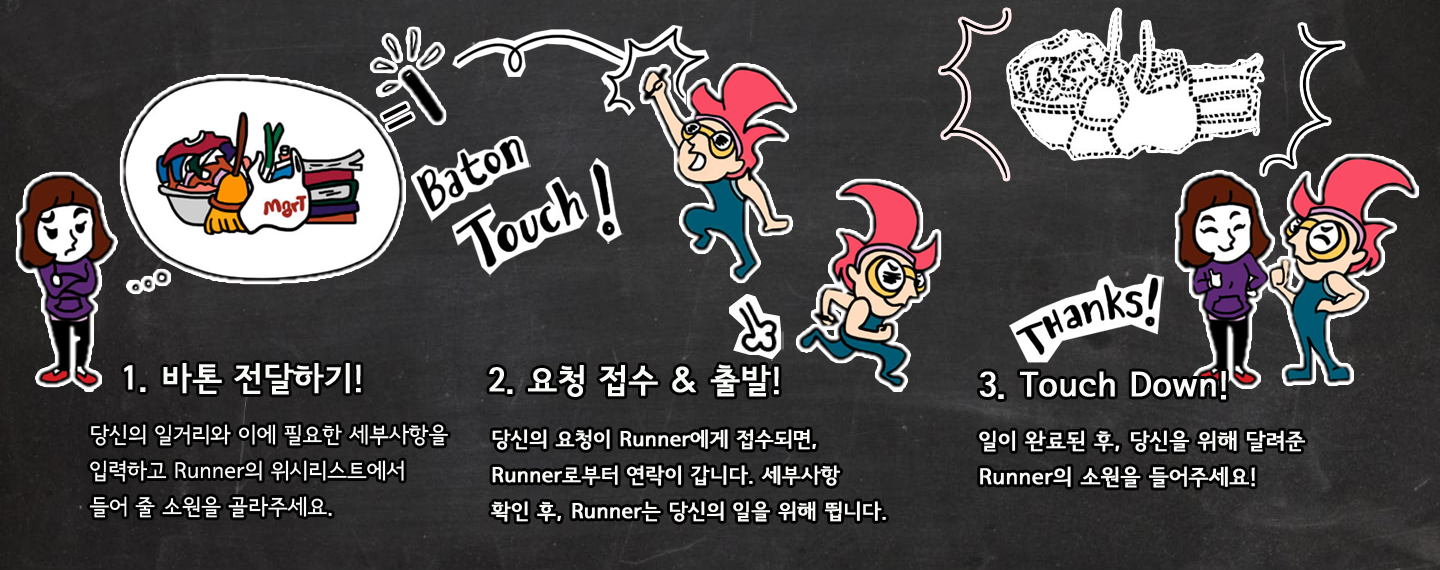 MarT
Baton
Touch!
THanks!
1. 바톤 전달하기!
당신의 일거리와 이에 필요한 세부사항을
입력하고 Runner의 위시리스트에서
들어 줄 소원을 골라주세요.
2. 요청 접수 & 출발!
당신의 요청이 Runner에게 접수되면,
Runner로부터 연락이 갑니다. 세부사항
확인 후, Runner는 당신의 일을 위해 뜁니다.
3. Touch Down!
일이 완료된 후, 당신을 위해 달려준
Runner의 소원을 들어주세요!